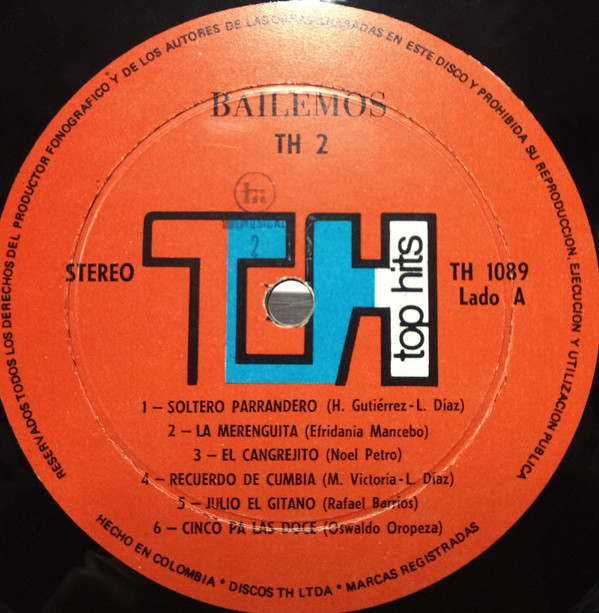 RESERVADOS TODOS LOS DERECHOS DEL PRODUCTOR FONOGRAFICO Y DE LOS AUTORES DE LAS OBRAS GRABADAS EN ESTE DISCO Y PROHIBIDA SU REPRODUCCION, EJECUCION Y UTILIZACION PUBLICA
BAILEMOS
TH 2
2
TH
top hits
STEREO
TH 1089
Lado A
1 – SOLTERO PARRANDERO (H. Gutiérrez - L. Díaz)
2 – LA MERENGUITA (Efridania Mancebo)
3 – EL CANGREJITO (Noel Petro)
4 – RECUERDO DE CUMBIA (M. Victoria - L. Díaz)
5 – JULIO EL GITANO (Rafael Barrios)
6 – CINCO PA LAS DOCE (Oswaldo Oropeza)
HECHO EN COLOMBIA * DISCOS TH LTDA * MARCAS REGISTRADAS